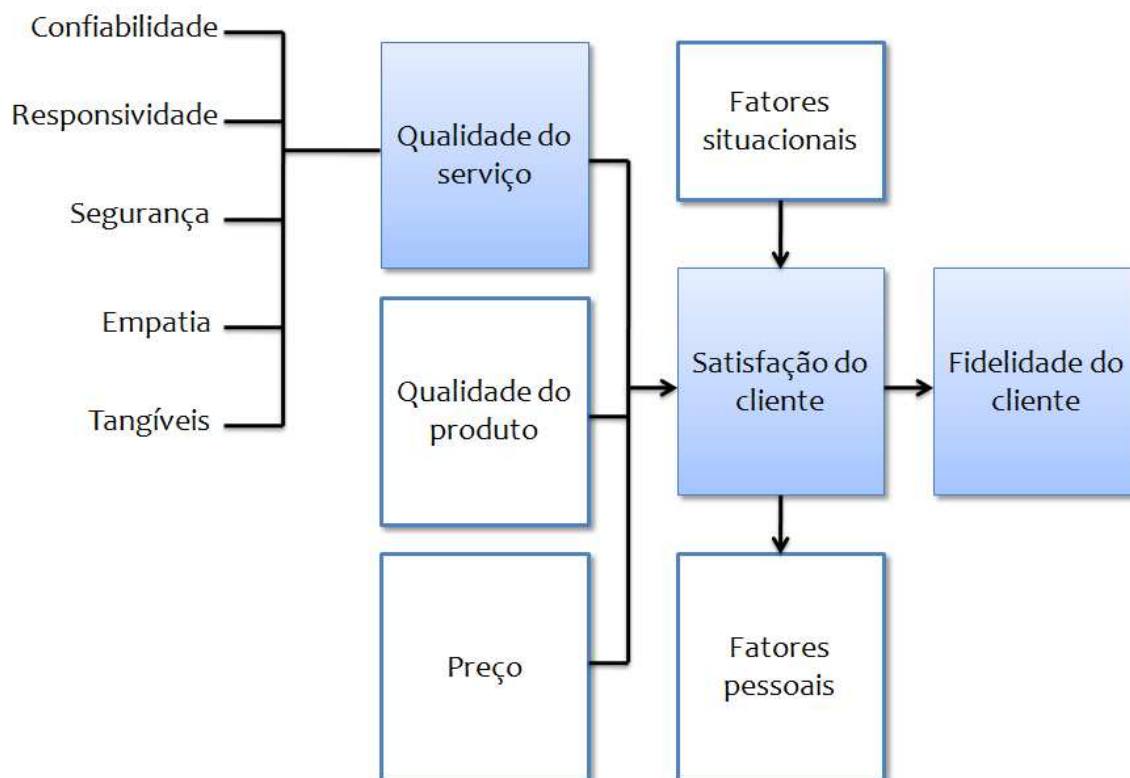 Confiabilidade
Responsividade
Segurança
Empatia
Tangíveis
Qualidade do
serviço
Qualidade do
produto
Preço
Fatores
situacionais
Satisfação do
cliente
Fatores
pessoais
Fidelidade do
cliente